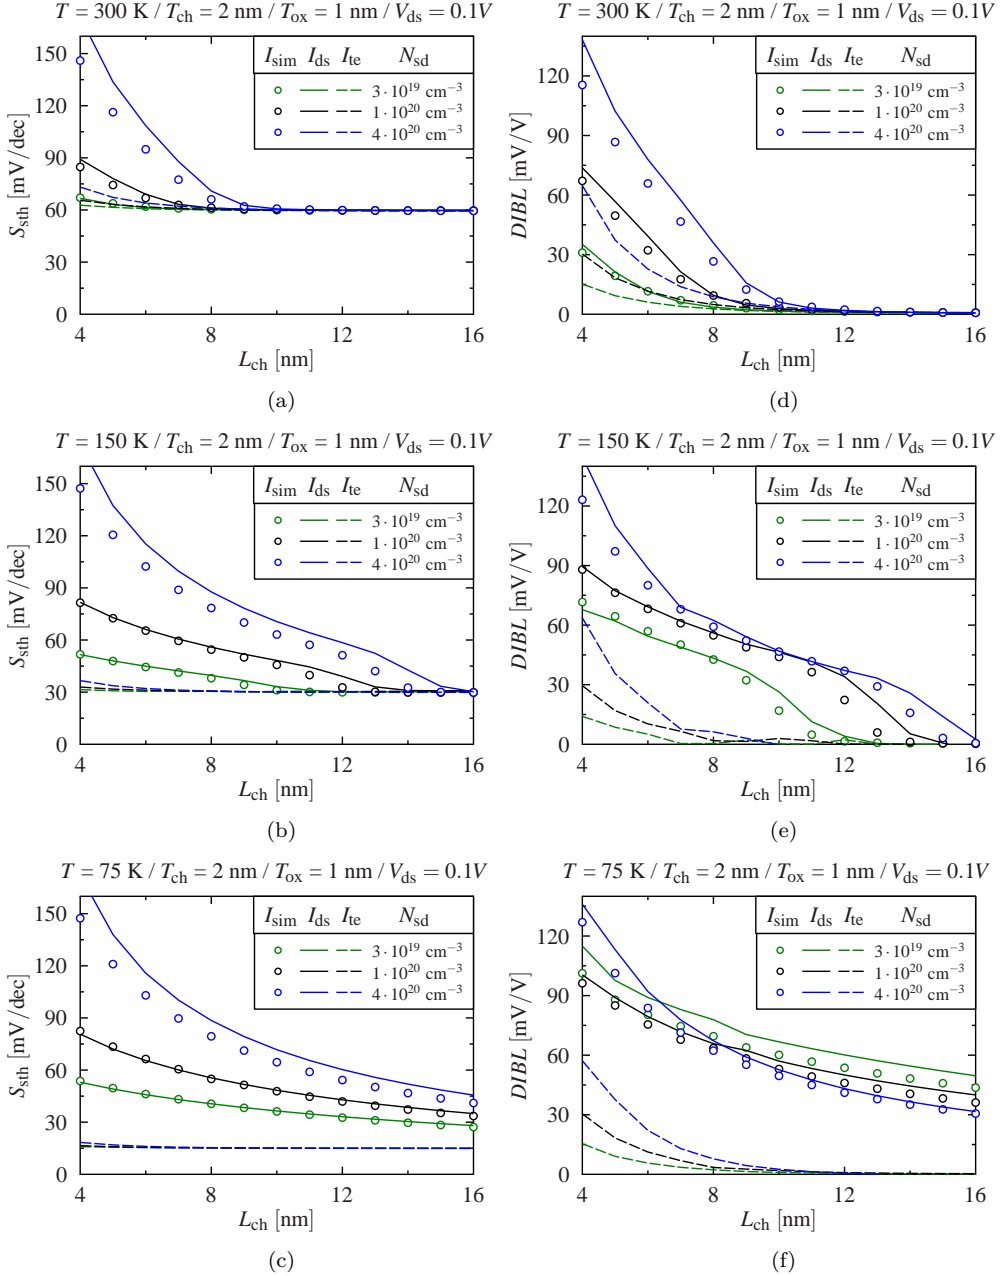 T = 300 K / T_ch = 2 nm / T_ox = 1 nm / V_ds = 0.1V
S_sth [mV/dec]
150
120
90
60
30
0
I_sim I_ds I_te N_sd
3·10^19 cm^−3
1·10^20 cm^−3
4·10^20 cm^−3
4 8 12 16
L_ch [nm]
(a)
T = 300 K / T_ch = 2 nm / T_ox = 1 nm / V_ds = 0.1V
DIBL [mV/V]
120
90
60
30
0
I_sim I_ds I_te N_sd
3·10^19 cm^−3
1·10^20 cm^−3
4·10^20 cm^−3
4 8 12 16
L_ch [nm]
(d)
T = 150 K / T_ch = 2 nm / T_ox = 1 nm / V_ds = 0.1V
S_sth [mV/dec]
150
120
90
60
30
0
I_sim I_ds I_te N_sd
3·10^19 cm^−3
1·10^20 cm^−3
4·10^20 cm^−3
4 8 12 16
L_ch [nm]
(b)
T = 150 K / T_ch = 2 nm / T_ox = 1 nm / V_ds = 0.1V
DIBL [mV/V]
120
90
60
30
0
I_sim I_ds I_te N_sd
3·10^19 cm^−3
1·10^20 cm^−3
4·10^20 cm^−3
4 8 12 16
L_ch [nm]
(e)
T = 75 K / T_ch = 2 nm / T_ox = 1 nm / V_ds = 0.1V
S_sth [mV/dec]
150
120
90
60
30
0
I_sim I_ds I_te N_sd
3·10^19 cm^−3
1·10^20 cm^−3
4·10^20 cm^−3
4 8 12 16
L_ch [nm]
(c)
T = 75 K / T_ch = 2 nm / T_ox = 1 nm / V_ds = 0.1V
DIBL [mV/V]
120
90
60
30
0
I_sim I_ds I_te N_sd
3·10^19 cm^−3
1·10^20 cm^−3
4·10^20 cm^−3
4 8 12 16
L_ch [nm]
(f)